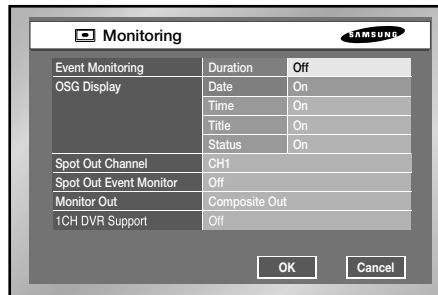 Monitoring SAMSUNG
Event Monitoring Duration Off
OSG Display Date On
Time On
Title On
Status On
Spot Out Channel CH1
Spot Out Event Monitor Off
Monitor Out Composite Out
1CH DVR Support Off
OK Cancel